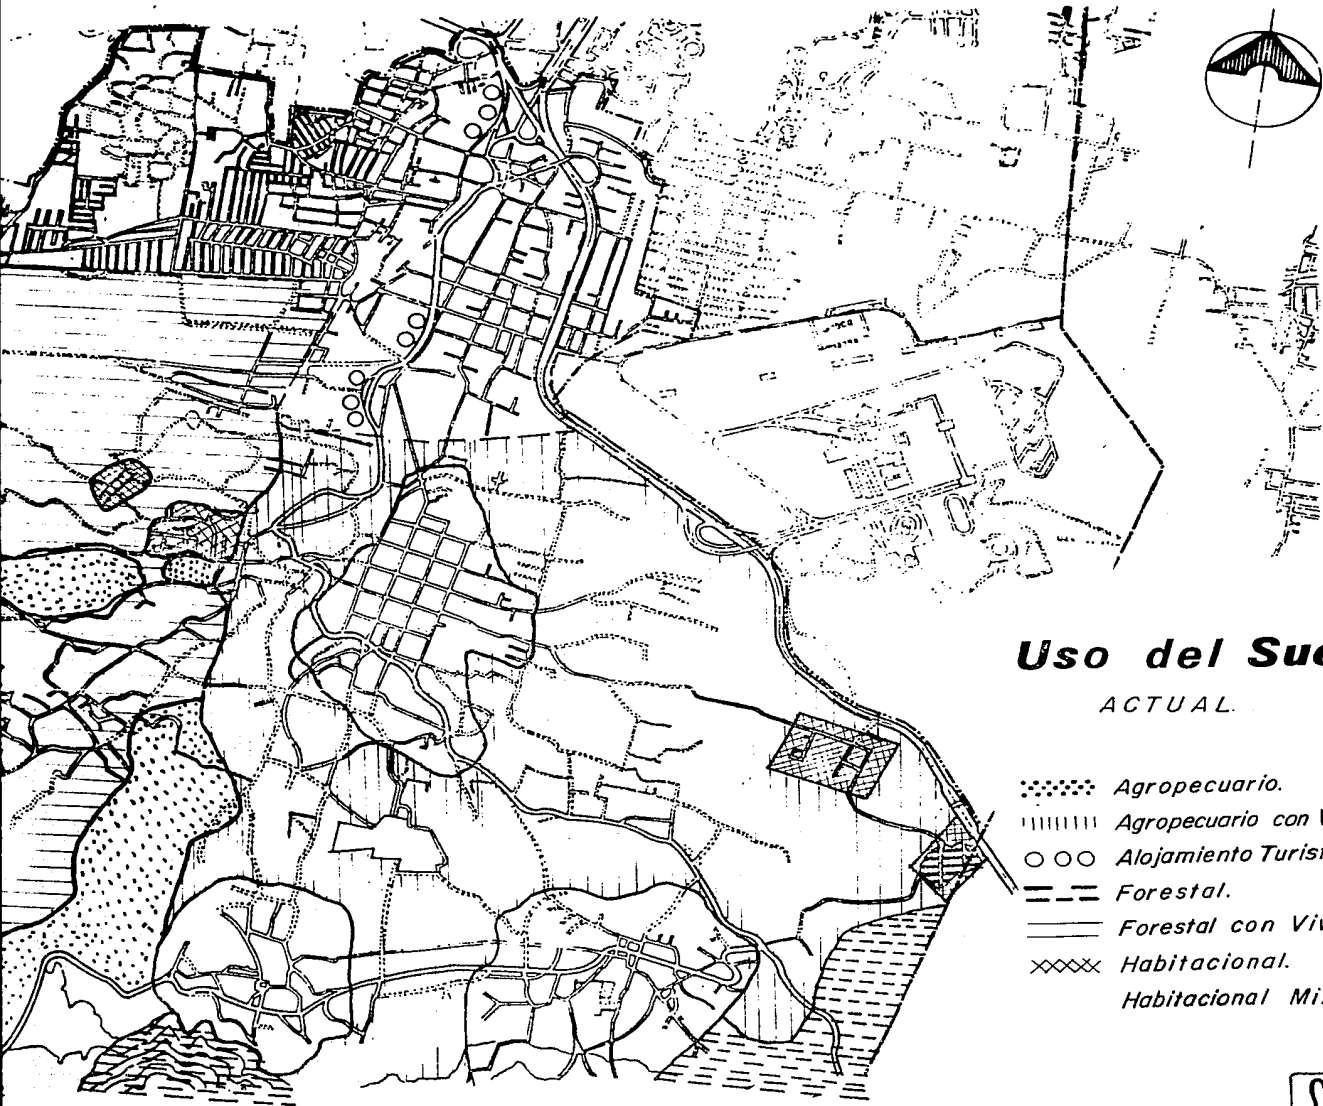 Uso del Sue
ACTUAL.
Agropecuario.
Agropecuario con V
Alojamiento Turist
Forestal.
Forestal con Viv
Habitacional.
Habitacional Mi